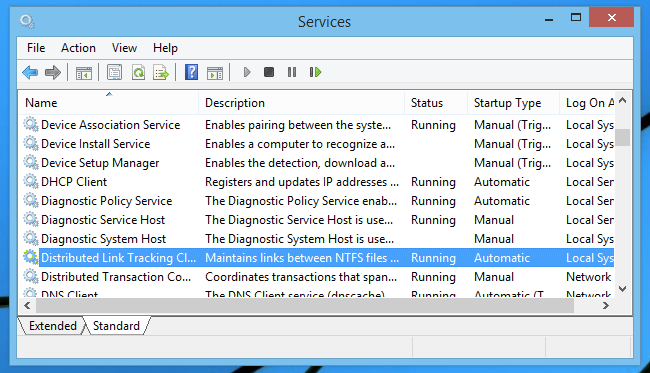 Services
File Action View Help
Name Description Status Startup Type Log On A
Device Association Service Enables pairing between the syste... Running Manual (Trig... Local Sys
Device Install Service Enables a computer to recognize a... Manual (Trig... Local Sys
Device Setup Manager Enables the detection, download a... Manual (Trig... Local Sys
DHCP Client Registers and updates IP addresses ... Running Automatic Local Ser
Diagnostic Policy Service The Diagnostic Policy Service enab... Running Automatic Local Ser
Diagnostic Service Host The Diagnostic Service Host is use... Running Manual Local Ser
Diagnostic System Host The Diagnostic System Host is use... Manual Local Sys
Distributed Link Tracking Cl... Maintains links between NTFS files ... Running Automatic Local Sys
Distributed Transaction Co... Coordinates transactions that span... Running Manual Network
DNS Client The DNS Client service (dnscache) Running Automatic (T Network
Extended Standard